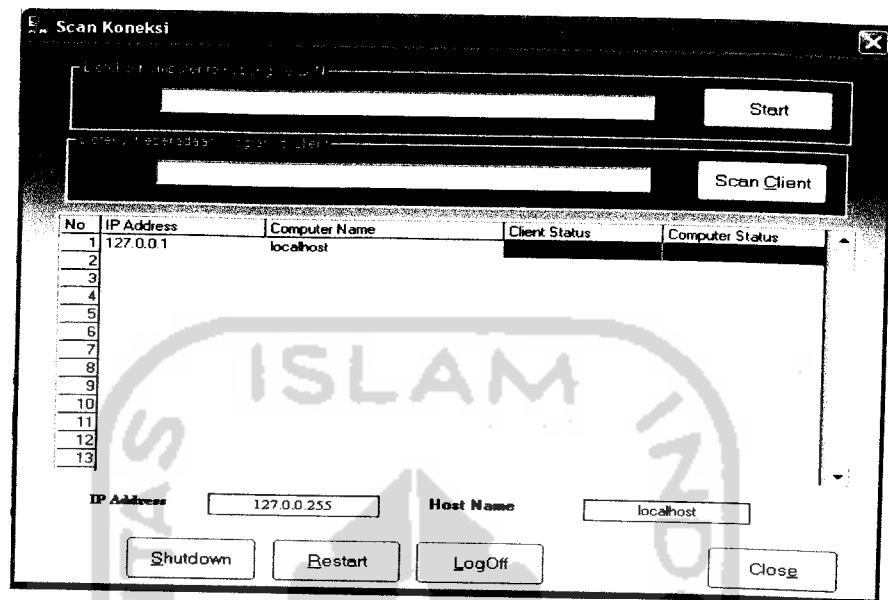 Scan Koneksi
Start
Scan Client
No IP Address Computer Name Client Status Computer Status
1 127.0.0.1 localhost
2
3
4
5
6
7
8
9
10
11
12
13
ISLAM
IP Address 127.0.0.255 Host Name localhost
Shutdown Restart LogOff Close